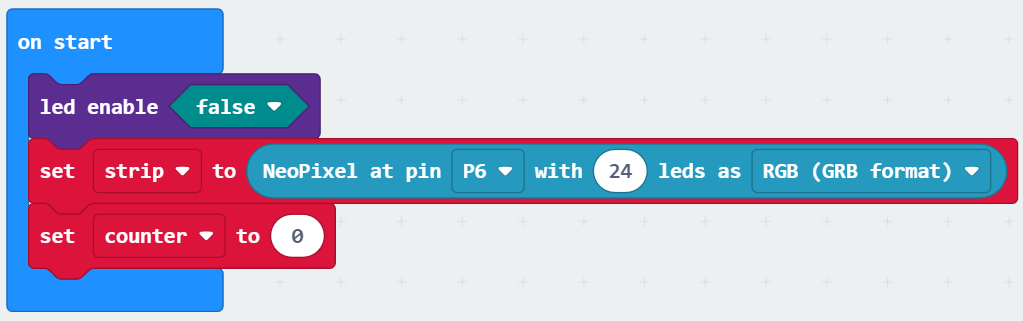 on start
led enable false
set strip to NeoPixel at pin P6 with 24 leds as RGB (GRB format)
set counter to 0